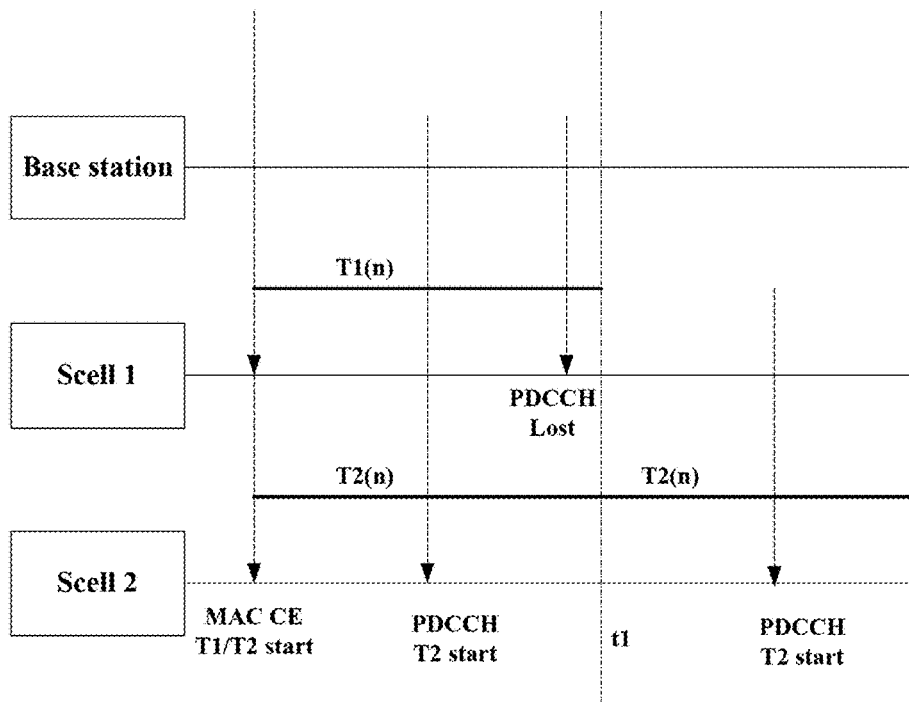 Base station
T1(n)
Scell 1
PDCCH
Lost
T2(n)
T2(n)
Scell 2
MAC CE
T1/T2 start
PDCCH
T2 start
t1
PDCCH
T2 start